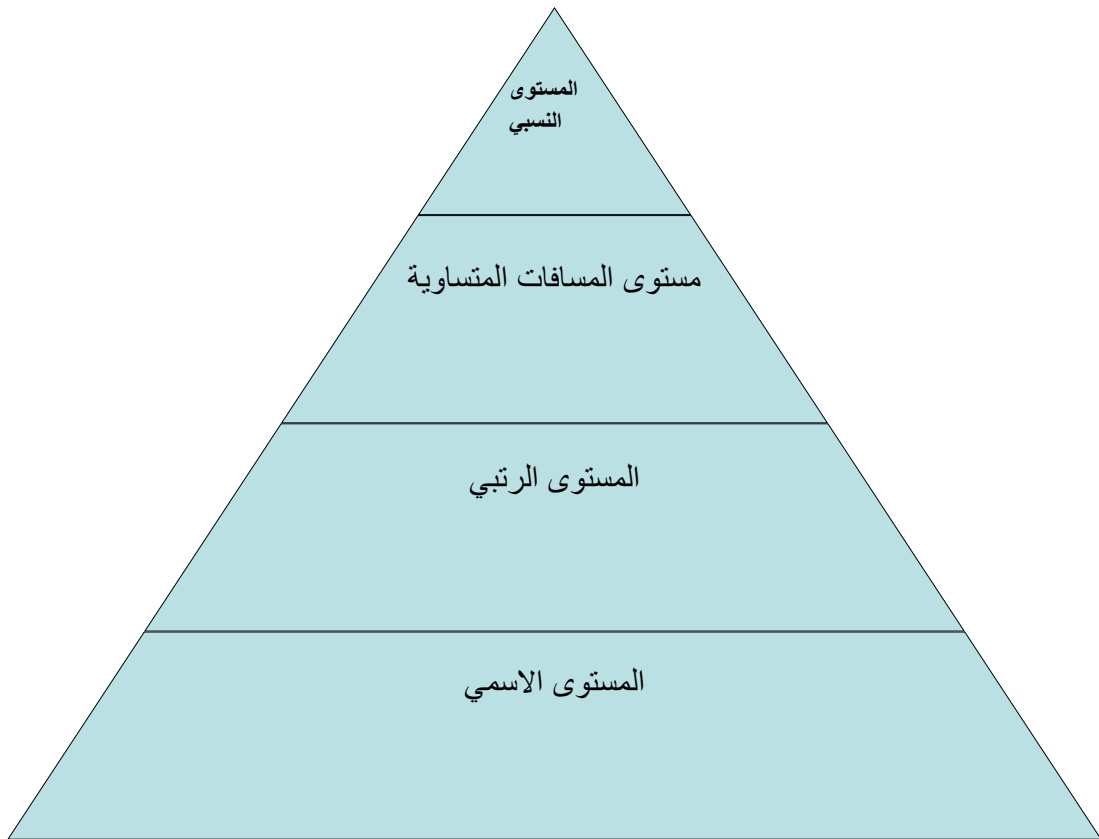 المستوى
النسبي
مستوى المسافات المتساوية
المستوى الرتبي
المستوى الاسمي